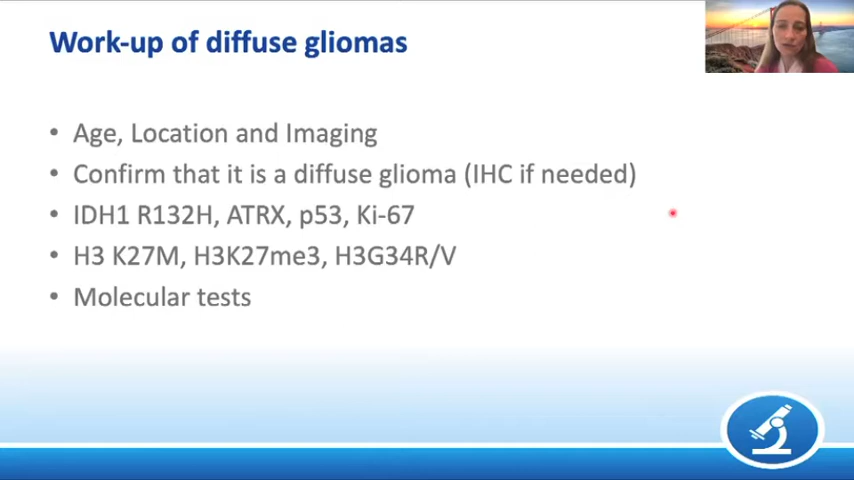 Work-up of diffuse gliomas
• Age, Location and Imaging
• Confirm that it is a diffuse glioma (IHC if needed)
• IDH1 R132H, ATRX, p53, Ki-67
• H3 K27M, H3K27me3, H3G34R/V
• Molecular tests